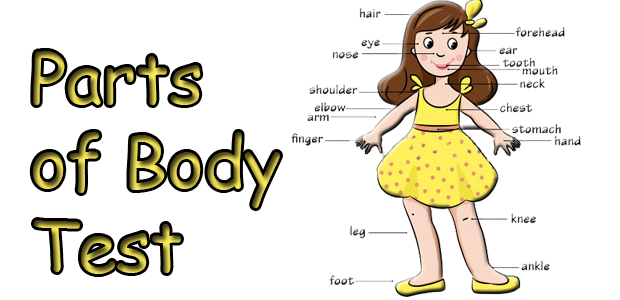 Parts
of Body
Test
hair
eye
nose
shoulder
elbow
arm
finger
leg
foot
forehead
ear
tooth
mouth
neck
chest
stomach
hand
knee
ankle